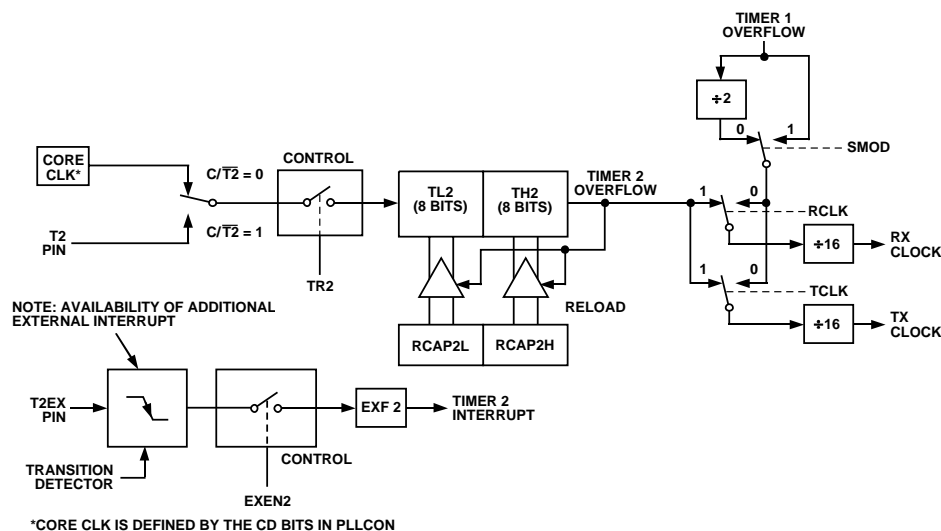 TIMER 1
OVERFLOW
÷2
0
1
SMOD
CONTROL
CORE
CLK*
C/T̅2̅ = 0
TL2
(8 BITS)
TH2
(8 BITS)
TIMER 2
OVERFLOW
1
0
RCLK
C/T̅2̅ = 1
T2
PIN
÷16
RX
CLOCK
TR2
1
0
TCLK
RELOAD
NOTE: AVAILABILITY OF ADDITIONAL
EXTERNAL INTERRUPT
÷16
TX
CLOCK
RCAP2L
RCAP2H
T2EX
PIN
EXF 2
TIMER 2
INTERRUPT
CONTROL
TRANSITION
DETECTOR
EXEN2
*CORE CLK IS DEFINED BY THE CD BITS IN PLLCON